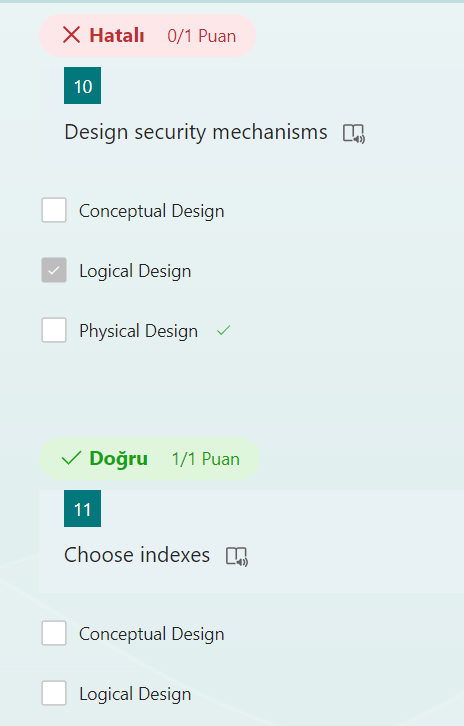 Hatalı 0/1 Puan
10
Design security mechanisms
Conceptual Design
Logical Design
Physical Design
Doğru 1/1 Puan
11
Choose indexes
Conceptual Design
Logical Design